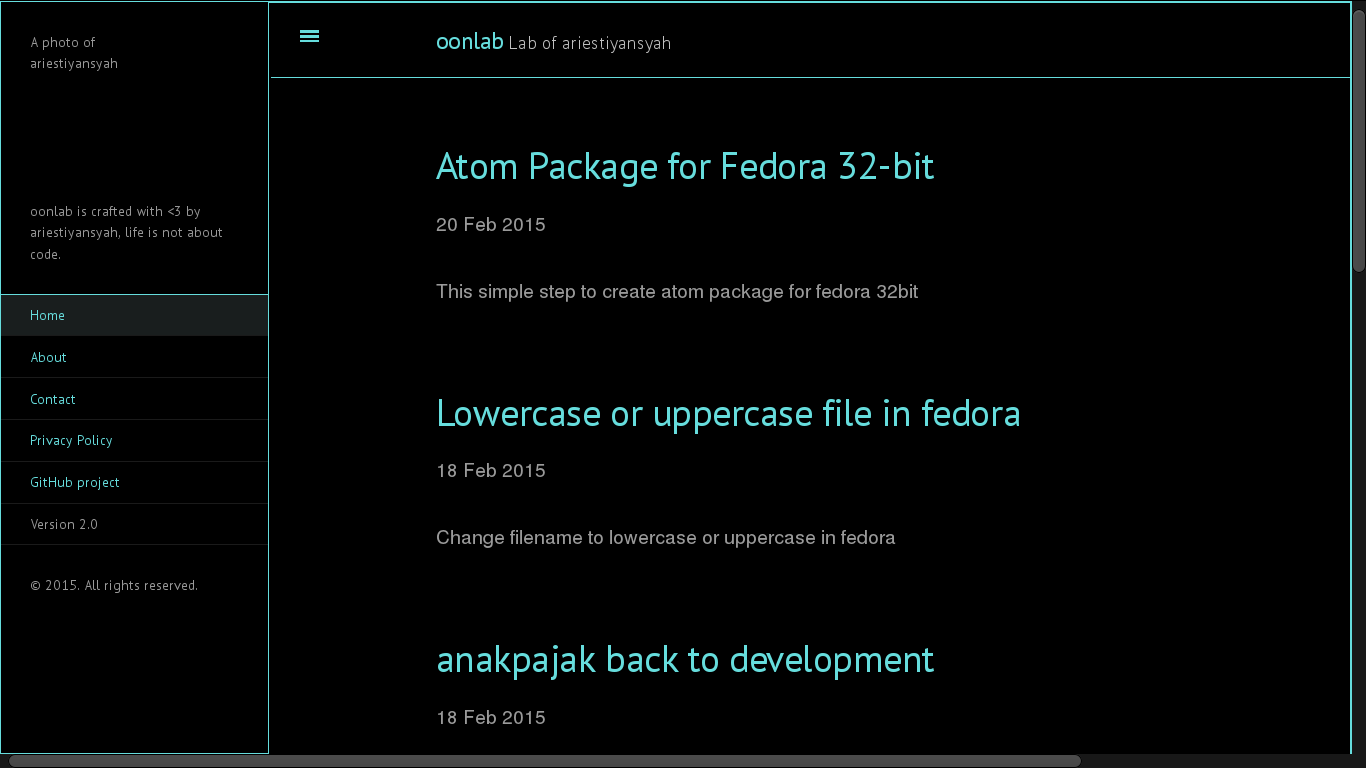 A photo of
ariestiyansyah
oonlab is crafted with <3 by
ariestiyansyah, life is not about
code.
Home
About
Contact
Privacy Policy
GitHub project
Version 2.0
© 2015. All rights reserved.
oonlab Lab of ariestiyansyah
Atom Package for Fedora 32-bit
20 Feb 2015
This simple step to create atom package for fedora 32bit
Lowercase or uppercase file in fedora
18 Feb 2015
Change filename to lowercase or uppercase in fedora
anakpajak back to development
18 Feb 2015